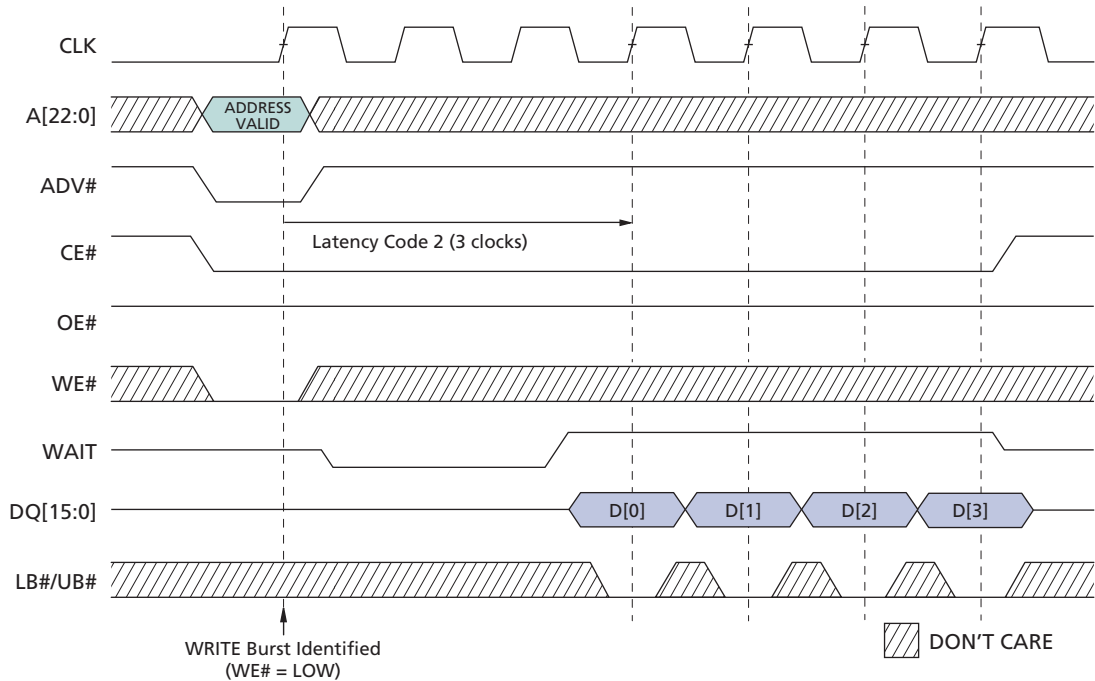 CLK
A[22:0]
ADDRESS
VALID
ADV#
Latency Code 2 (3 clocks)
CE#
OE#
WE#
WAIT
DQ[15:0]
D[0]
D[1]
D[2]
D[3]
LB#/UB#
WRITE Burst Identified
(WE# = LOW)
DON'T CARE